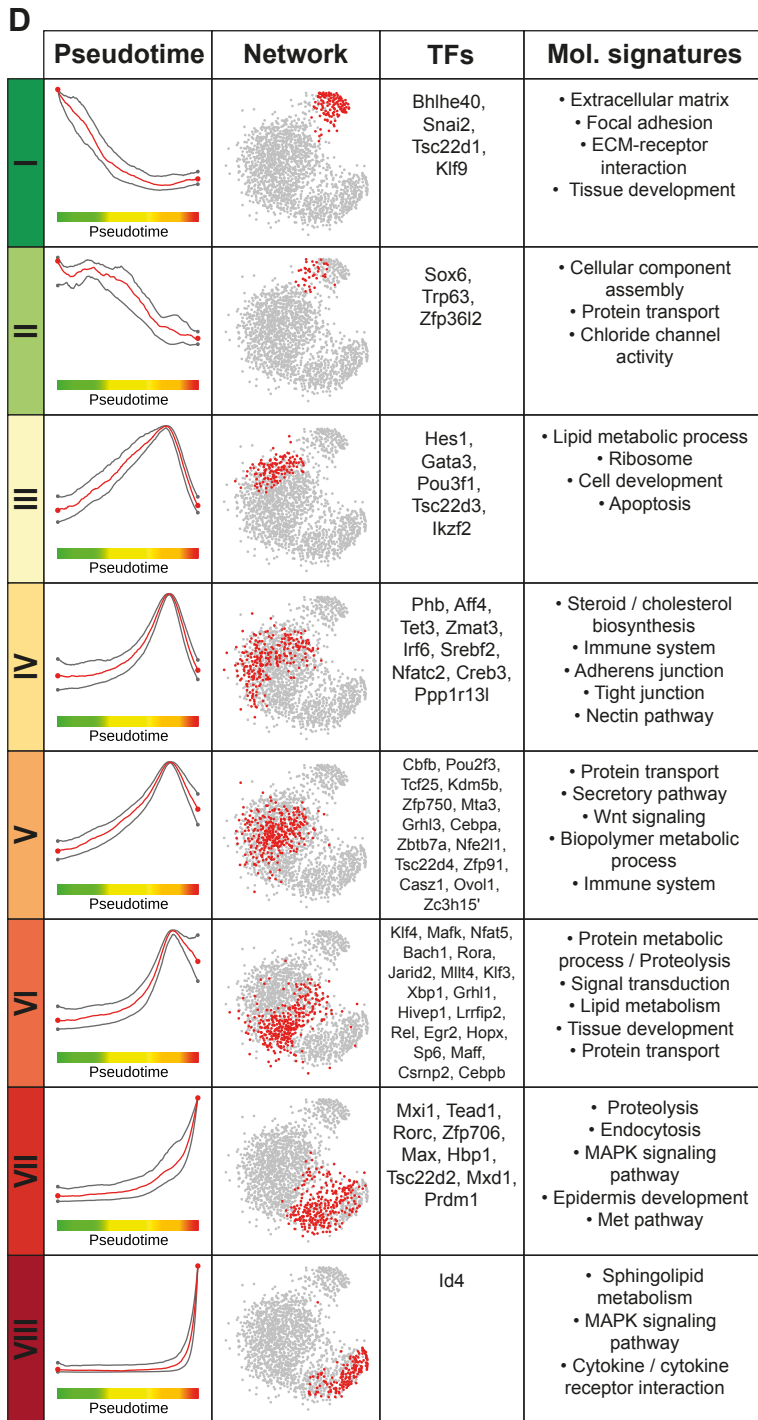 D
Pseudotime
Network
TFs
Mol. signatures
I
Pseudotime
Bhlhe40,
Snai2,
Tsc22d1,
Klf9
• Extracellular matrix
• Focal adhesion
• ECM-receptor
interaction
• Tissue development
II
Pseudotime
Sox6,
Trp63,
Zfp36l2
• Cellular component
assembly
• Protein transport
• Chloride channel
activity
III
Pseudotime
Hes1,
Gata3,
Pou3f1,
Tsc22d3,
Ikzf2
• Lipid metabolic process
• Ribosome
• Cell development
• Apoptosis
IV
Pseudotime
Phb, Aff4,
Tet3, Zmat3,
Irf6, Srebf2,
Nfatc2, Creb3,
Ppp1r13l
• Steroid / cholesterol
biosynthesis
• Immune system
• Adherens junction
• Tight junction
• Nectin pathway
V
Pseudotime
Cbfb, Pou2f3,
Tcf25, Kdm5b,
Zfp750, Mta3,
Grhl3, Cebpa,
Zbtb7a, Nfe2l1,
Tsc22d4, Zfp91,
Casz1, Ovol1,
Zc3h15'
• Protein transport
• Secretory pathway
• Wnt signaling
• Biopolymer metabolic
process
• Immune system
VI
Pseudotime
Klf4, Mafk, Nfat5,
Bach1, Rora,
Jarid2, Mllt4, Klf3,
Xbp1, Grhl1,
Hivep1, Lrrfip2,
Rel, Egr2, Hopx,
Sp6, Maff,
Csrnp2, Cebpb
• Protein metabolic
process / Proteolysis
• Signal transduction
• Lipid metabolism
• Tissue development
• Protein transport
VII
Pseudotime
Mxi1, Tead1,
Rorc, Zfp706,
Max, Hbp1,
Tsc22d2, Mxd1,
Prdm1
• Proteolysis
• Endocytosis
• MAPK signaling
pathway
• Epidermis development
• Met pathway
VIII
Pseudotime
Id4
• Sphingolipid
metabolism
• MAPK signaling
pathway
• Cytokine / cytokine
receptor interaction